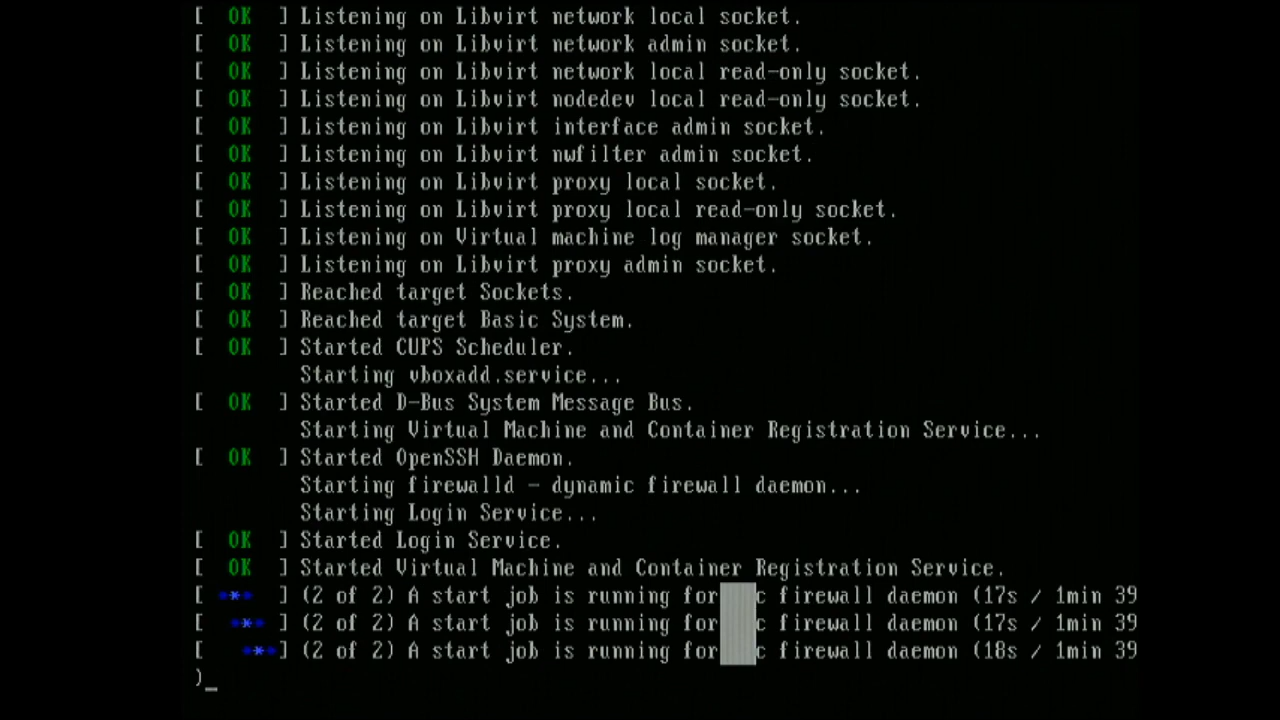 [  OK  ] Listening on Libvirt network local socket.
[  OK  ] Listening on Libvirt network admin socket.
[  OK  ] Listening on Libvirt network local read-only socket.
[  OK  ] Listening on Libvirt nodedev local read-only socket.
[  OK  ] Listening on Libvirt interface admin socket.
[  OK  ] Listening on Libvirt nwfilter admin socket.
[  OK  ] Listening on Libvirt proxy local socket.
[  OK  ] Listening on Libvirt proxy local read-only socket.
[  OK  ] Listening on Virtual machine log manager socket.
[  OK  ] Listening on Libvirt proxy admin socket.
[  OK  ] Reached target Sockets.
[  OK  ] Reached target Basic System.
[  OK  ] Started CUPS Scheduler.
Starting vboxadd.service...
[  OK  ] Started D-Bus System Message Bus.
Starting Virtual Machine and Container Registration Service...
[  OK  ] Started OpenSSH Daemon.
Starting firewalld - dynamic firewall daemon...
Starting Login Service...
[  OK  ] Started Login Service.
[  OK  ] Started Virtual Machine and Container Registration Service.
[ *** ] (2 of 2) A start job is running for c firewall daemon (17s / 1min 39
[  *** ] (2 of 2) A start job is running for c firewall daemon (17s / 1min 39
[   ***] (2 of 2) A start job is running for c firewall daemon (18s / 1min 39
)_